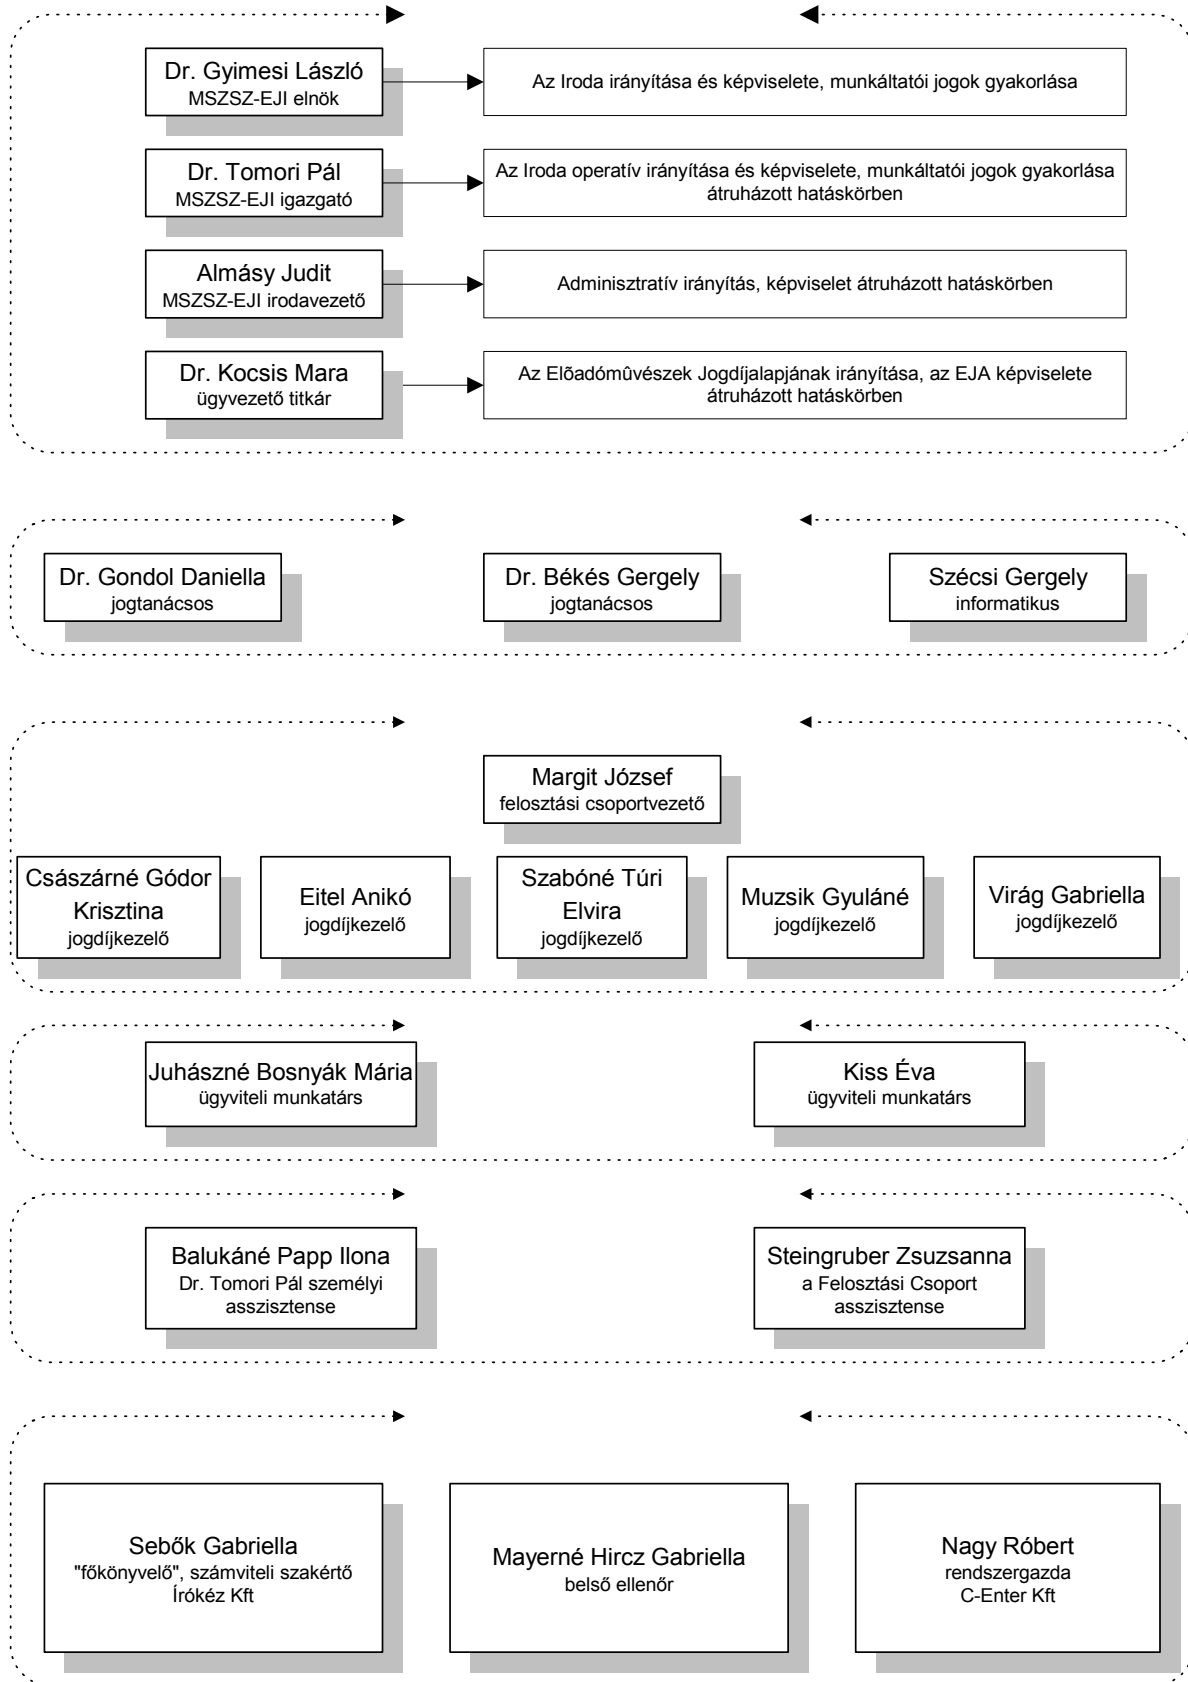 Dr. Gyimesi László
MSZSZ-EJI elnök
Az Iroda irányítása és képviselete, munkáltatói jogok gyakorlása
Dr. Tomori Pál
MSZSZ-EJI igazgató
Az Iroda operatív irányítása és képviselete, munkáltatói jogok gyakorlása
átruházott hatáskörben
Almásy Judit
MSZSZ-EJI irodavezető
Adminisztratív irányítás, képviselet átruházott hatáskörben
Dr. Kocsis Mara
ügyvezető titkár
Az Elõadómûvészek Jogdíjalapjának irányítása, az EJA képviselete
átruházott hatáskörben
Dr. Gondol Daniella
jogtanácsos
Dr. Békés Gergely
jogtanácsos
Szécsi Gergely
informatikus
Margit József
felosztási csoportvezető
Császárné Gódor
Krisztina
jogdíjkezelő
Eitel Anikó
jogdíjkezelő
Szabóné Túri
Elvira
jogdíjkezelő
Muzsik Gyuláné
jogdíjkezelő
Virág Gabriella
jogdíjkezelő
Juhászné Bosnyák Mária
ügyviteli munkatárs
Kiss Éva
ügyviteli munkatárs
Balukáné Papp Ilona
Dr. Tomori Pál személyi
asszisztense
Steingruber Zsuzsanna
a Felosztási Csoport
asszisztense
Sebők Gabriella
"főkönyvelő", számviteli szakértő
Írókéz Kft
Mayerné Hircz Gabriella
belső ellenőr
Nagy Róbert
rendszergazda
C-Enter Kft